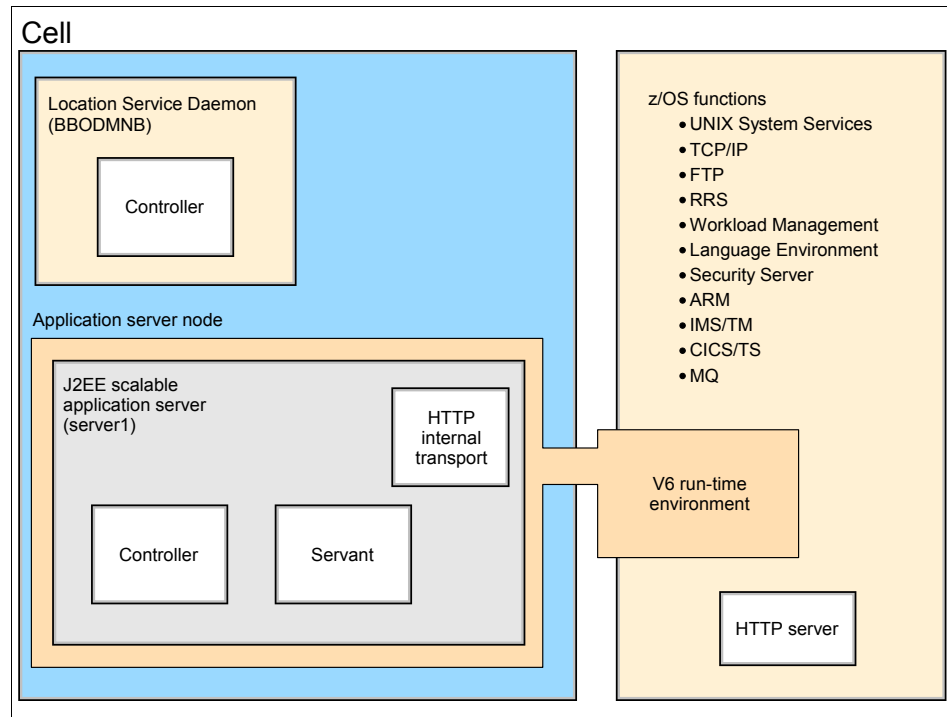 Cell
Location Service Daemon
(BBODMNB)
Controller
Application server node
J2EE scalable
application server
(server1)
HTTP
internal
transport
Controller
Servant
z/OS functions
• UNIX System Services
• TCP/IP
• FTP
• RRS
• Workload Management
• Language Environment
• Security Server
• ARM
• IMS/TM
• CICS/TS
• MQ
V6 run-time
environment
HTTP server